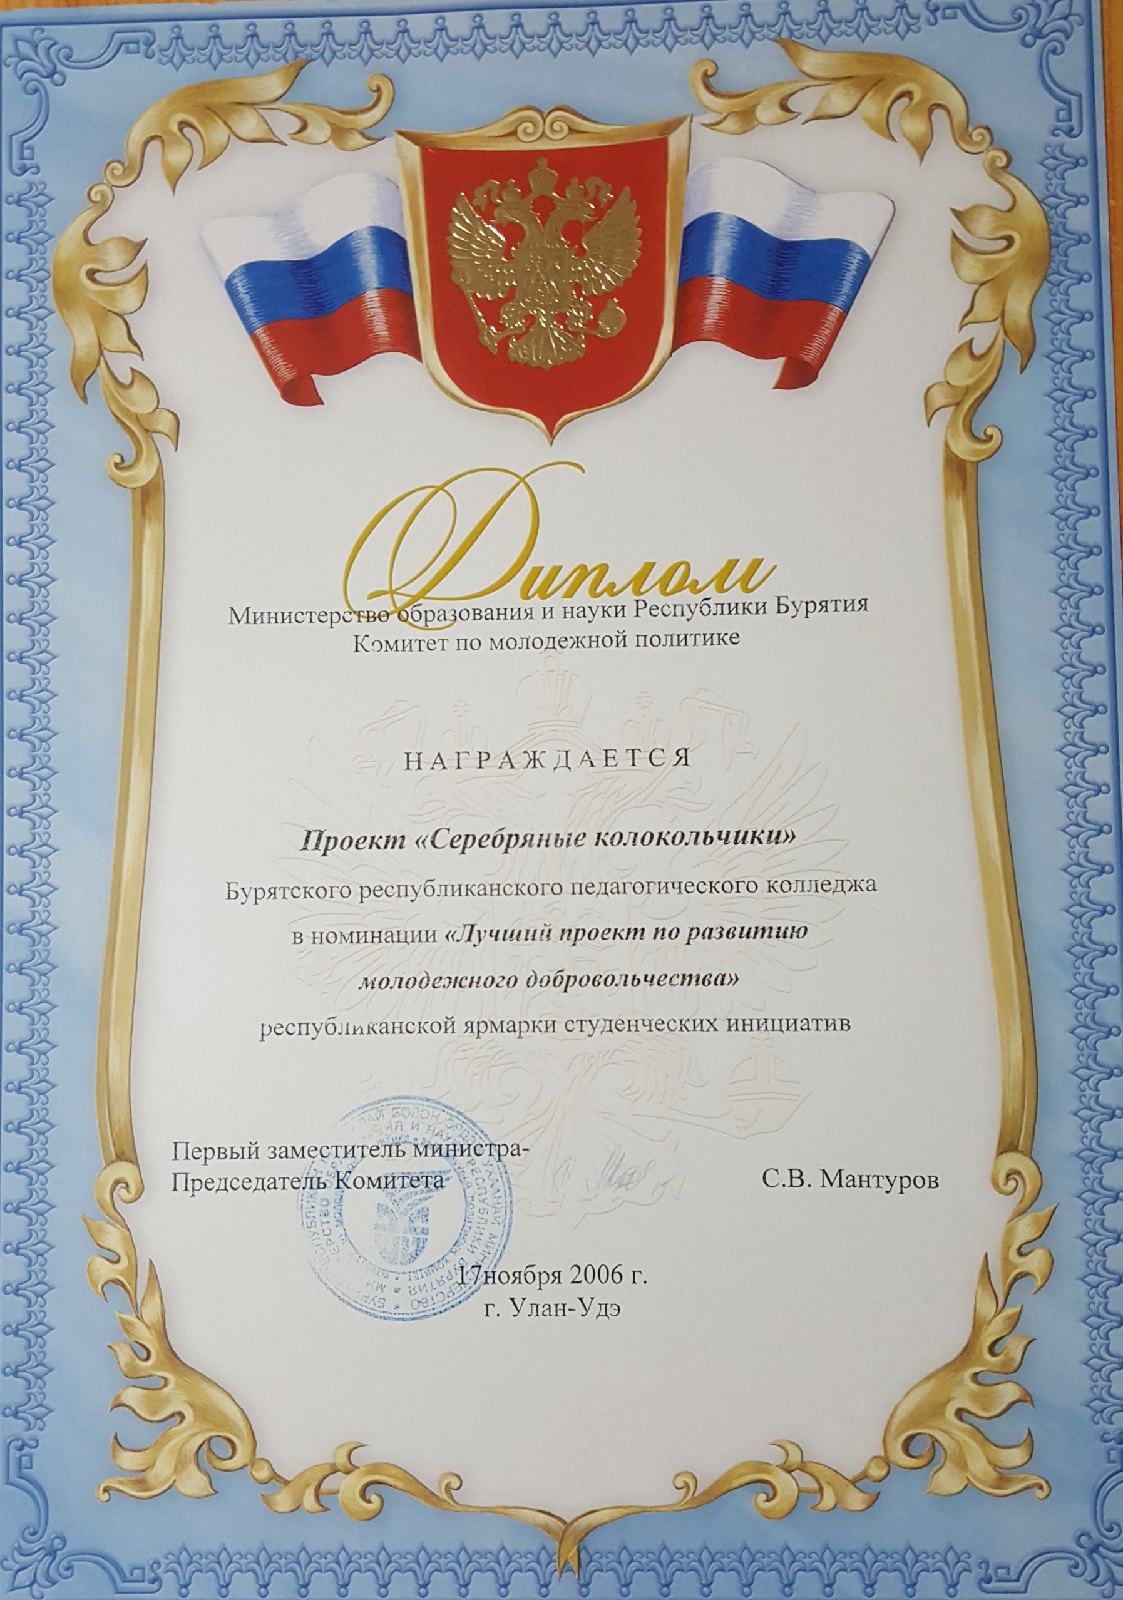 Диплом
Министерство образования и науки Республики Бурятия
Комитет по молодежной политике
НАГРАЖДАЕТСЯ
Проект «Серебряные колокольчики»
Бурятского республиканского педагогического колледжа
в номинации «Лучший проект по развитию
молодежного добровольчества»
республиканской ярмарки студенческих инициатив
Первый заместитель министра-
Председатель Комитета
С.В. Мантуров
17ноября 2006 г.
г. Улан-Удэ